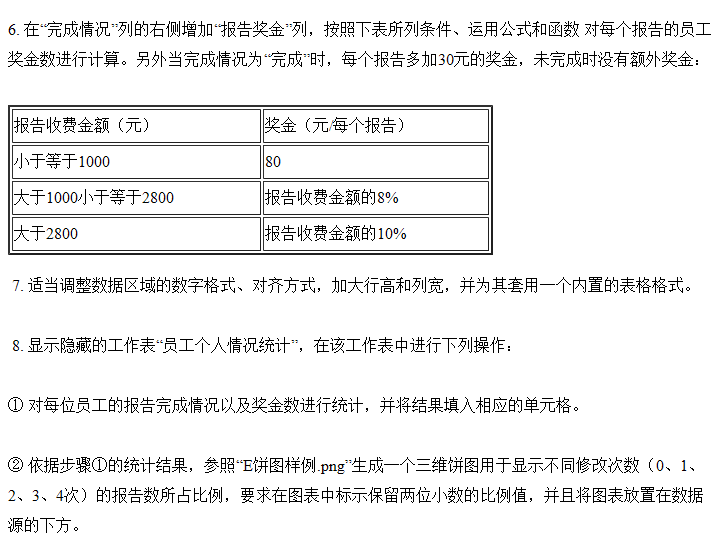 6. 在“完成情况”列的右侧增加“报告奖金”列，按照下表所列条件、运用公式和函数 对每个报告的员工
奖金数进行计算。另外当完成情况为“完成”时，每个报告多加30元的奖金，未完成时没有额外奖金：
报告收费金额（元） 奖金（元/每个报告）
小于等于1000 80
大于1000小于等于2800 报告收费金额的8%
大于2800 报告收费金额的10%
7. 适当调整数据区域的数字格式、对齐方式，加大行高和列宽，并为其套用一个内置的表格格式。
8. 显示隐藏的工作表“员工个人情况统计”，在该工作表中进行下列操作：
① 对每位员工的报告完成情况以及奖金数进行统计，并将结果填入相应的单元格。
② 依据步骤①的统计结果，参照“E饼图样例.png”生成一个三维饼图用于显示不同修改次数（0、1、
2、3、4次）的报告数所占比例，要求在图表中标示保留两位小数的比例值，并且将图表放置在数据
源的下方。